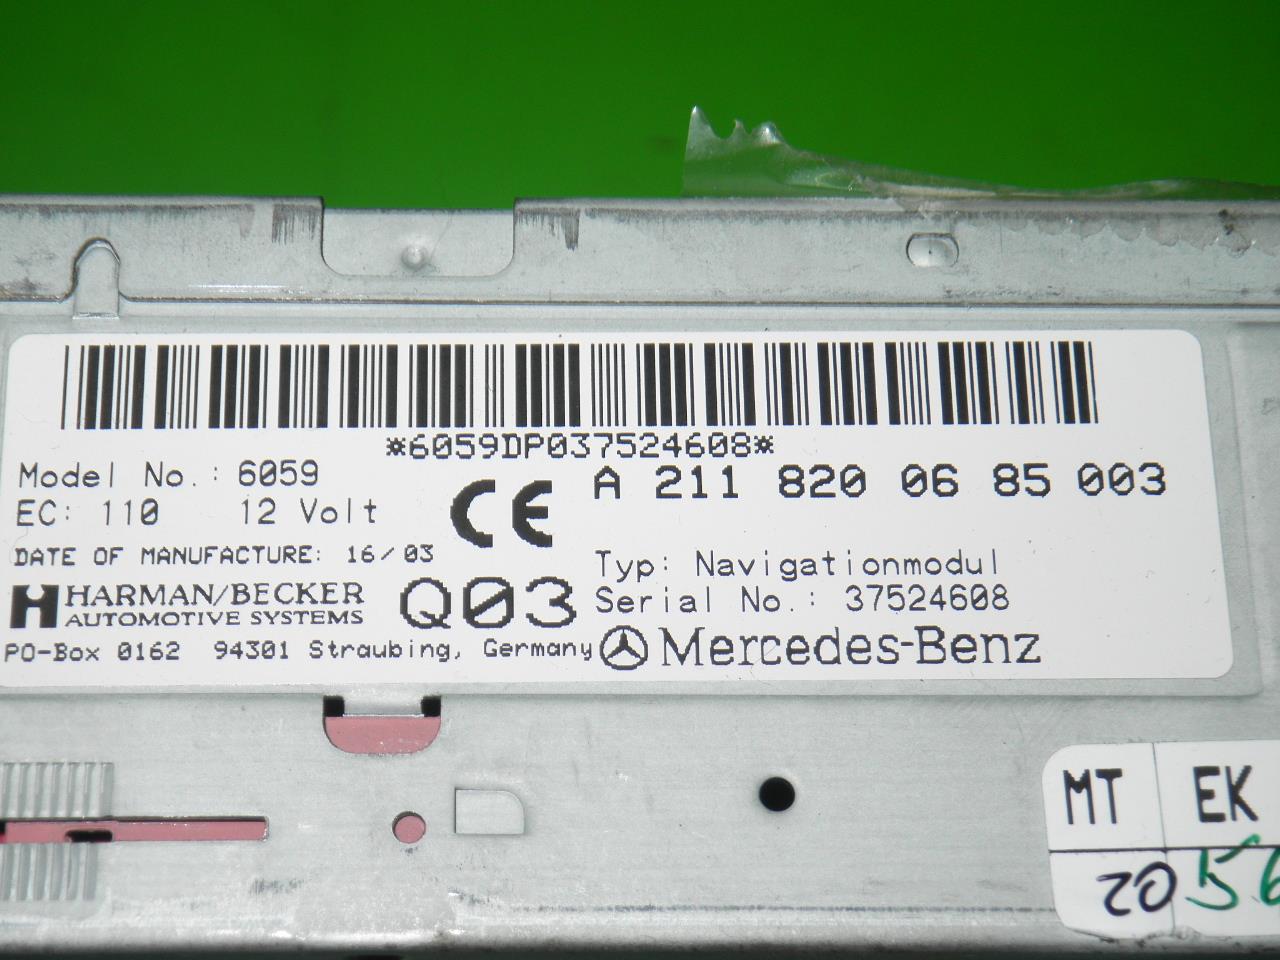 *6059DP037524608*
Model No.: 6059
A 211 820 06 85 003
EC: 110 12 Volt
CE
DATE OF MANUFACTURE: 16/03
Typ: Navigationmodul
HARMAN/BECKER
AUTOMOTIVE SYSTEMS
Q03
Serial No.: 37524608
PO-Box 0162 94301 Straubing, Germany
Mercedes-Benz
MT EK
20 56